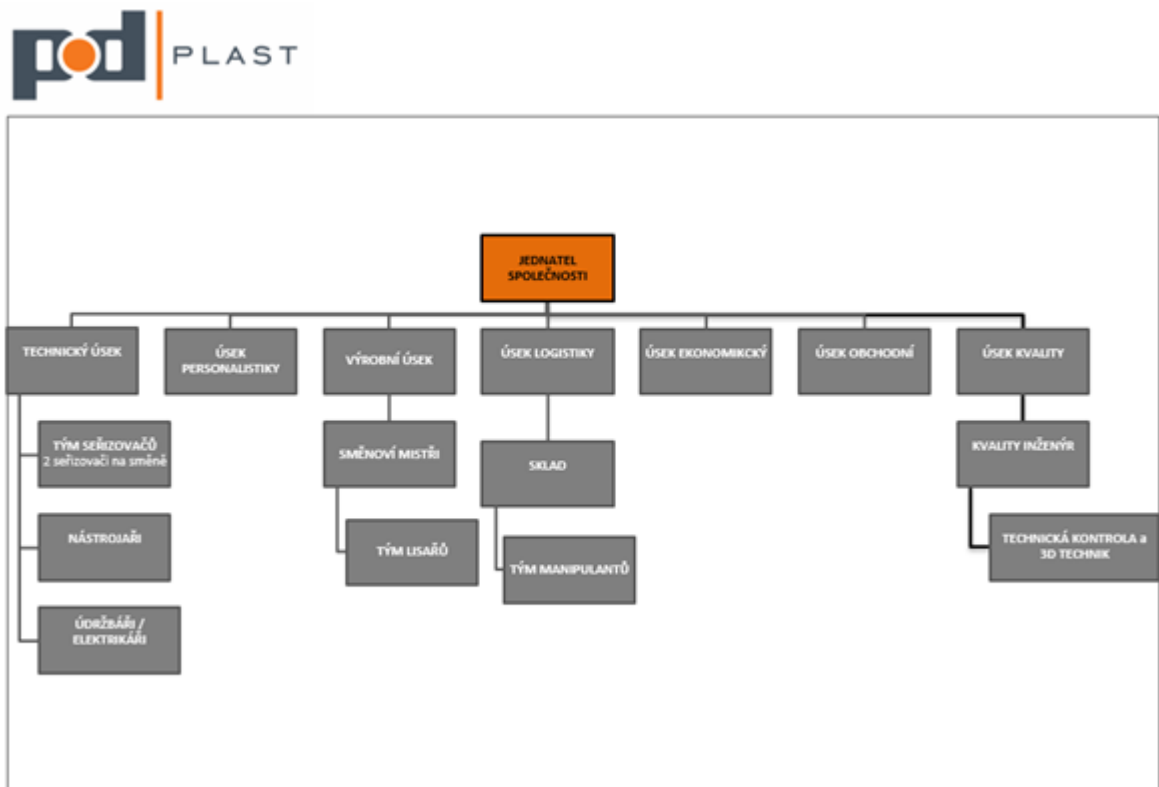 pod PLAST
JEDNATEL
SPOLEČNOSTI
TECHNICKÝ ÚSEK
ÚSEK
PERSONALISTIKY
VÝROBNÍ ÚSEK
ÚSEK LOGISTIKY
ÚSEK EKONOMIKCKÝ
ÚSEK OBCHODNÍ
ÚSEK KVALITY
TÝM SEŘIZOVAČŮ
2 seřizovači na směně
SMĚNOVÍ MISTŘI
SKLAD
KVALITY INŽENÝR
NÁSTROJAŘI
TÝM LISAŘŮ
TÝM MANIPULANTŮ
TECHNICKÁ KONTROLA a
3D TECHNIK
ÚDRŽBÁŘI /
ELEKTRIKÁŘI